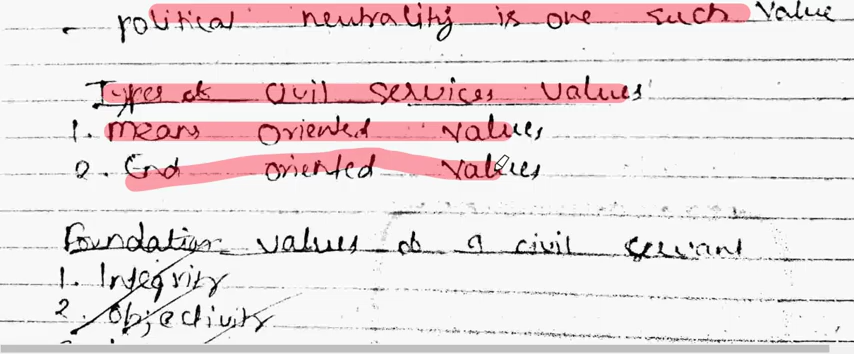 • political neutrality is one such value
Types of civil services values
1. Means oriented values
2. End oriented values
Foundation values of a civil servant
1. Integrity
2. Objectivity